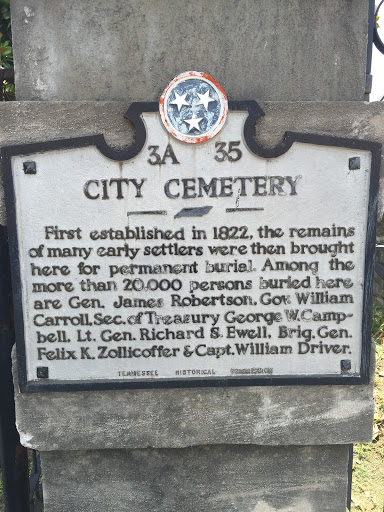 3A 35
CITY CEMETERY
First established in 1822, the remains
of many early settlers were then brought
here for permanent burial. Among the
more than 20,000 persons buried here
are Gen. James Robertson, Gov. William
Carroll, Sec. of Treasury George W. Camp-
bell, Lt. Gen. Richard S. Ewell, Brig. Gen.
Felix K. Zollicoffer & Capt. William Driver.
TENNESSEE HISTORICAL COMMISSION